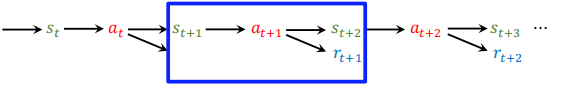 s_t a_t s_{t+1} a_{t+1} s_{t+2} a_{t+2} s_{t+3} ...
r_{t+1} r_{t+2}